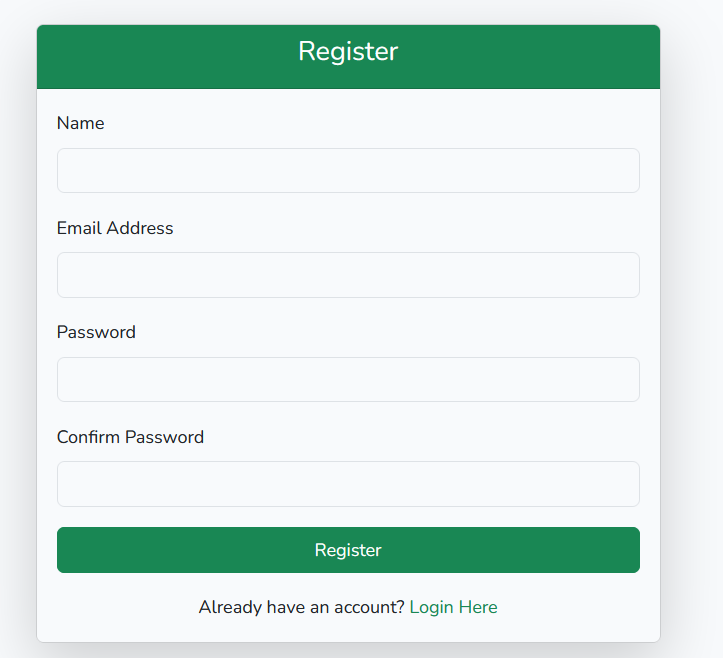 Register
Name
Email Address
Password
Confirm Password
Register
Already have an account? Login Here